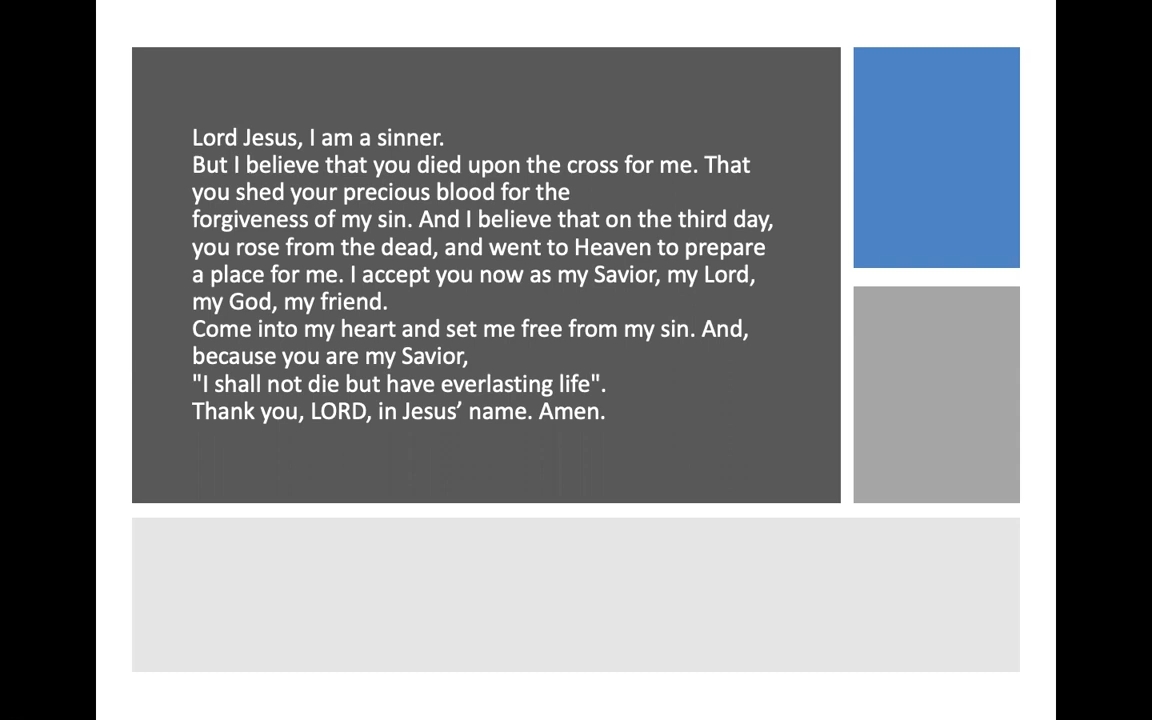 Lord Jesus, I am a sinner.
But I believe that you died upon the cross for me. That
you shed your precious blood for the
forgiveness of my sin. And I believe that on the third day,
you rose from the dead, and went to Heaven to prepare
a place for me. I accept you now as my Savior, my Lord,
my God, my friend.
Come into my heart and set me free from my sin. And,
because you are my Savior,
"I shall not die but have everlasting life".
Thank you, LORD, in Jesus’ name. Amen.